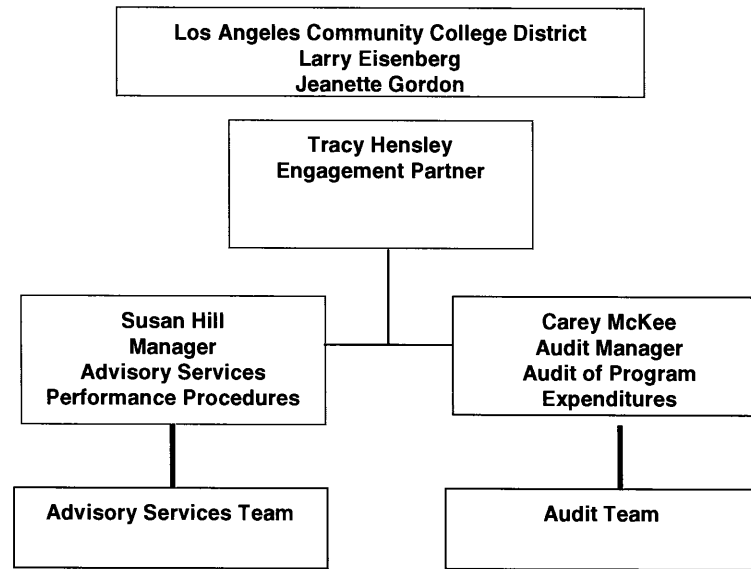 Los Angeles Community College District
Larry Eisenberg
Jeanette Gordon
Tracy Hensley
Engagement Partner
Susan Hill
Manager
Advisory Services
Performance Procedures
Carey McKee
Audit Manager
Audit of Program
Expenditures
Advisory Services Team
Audit Team